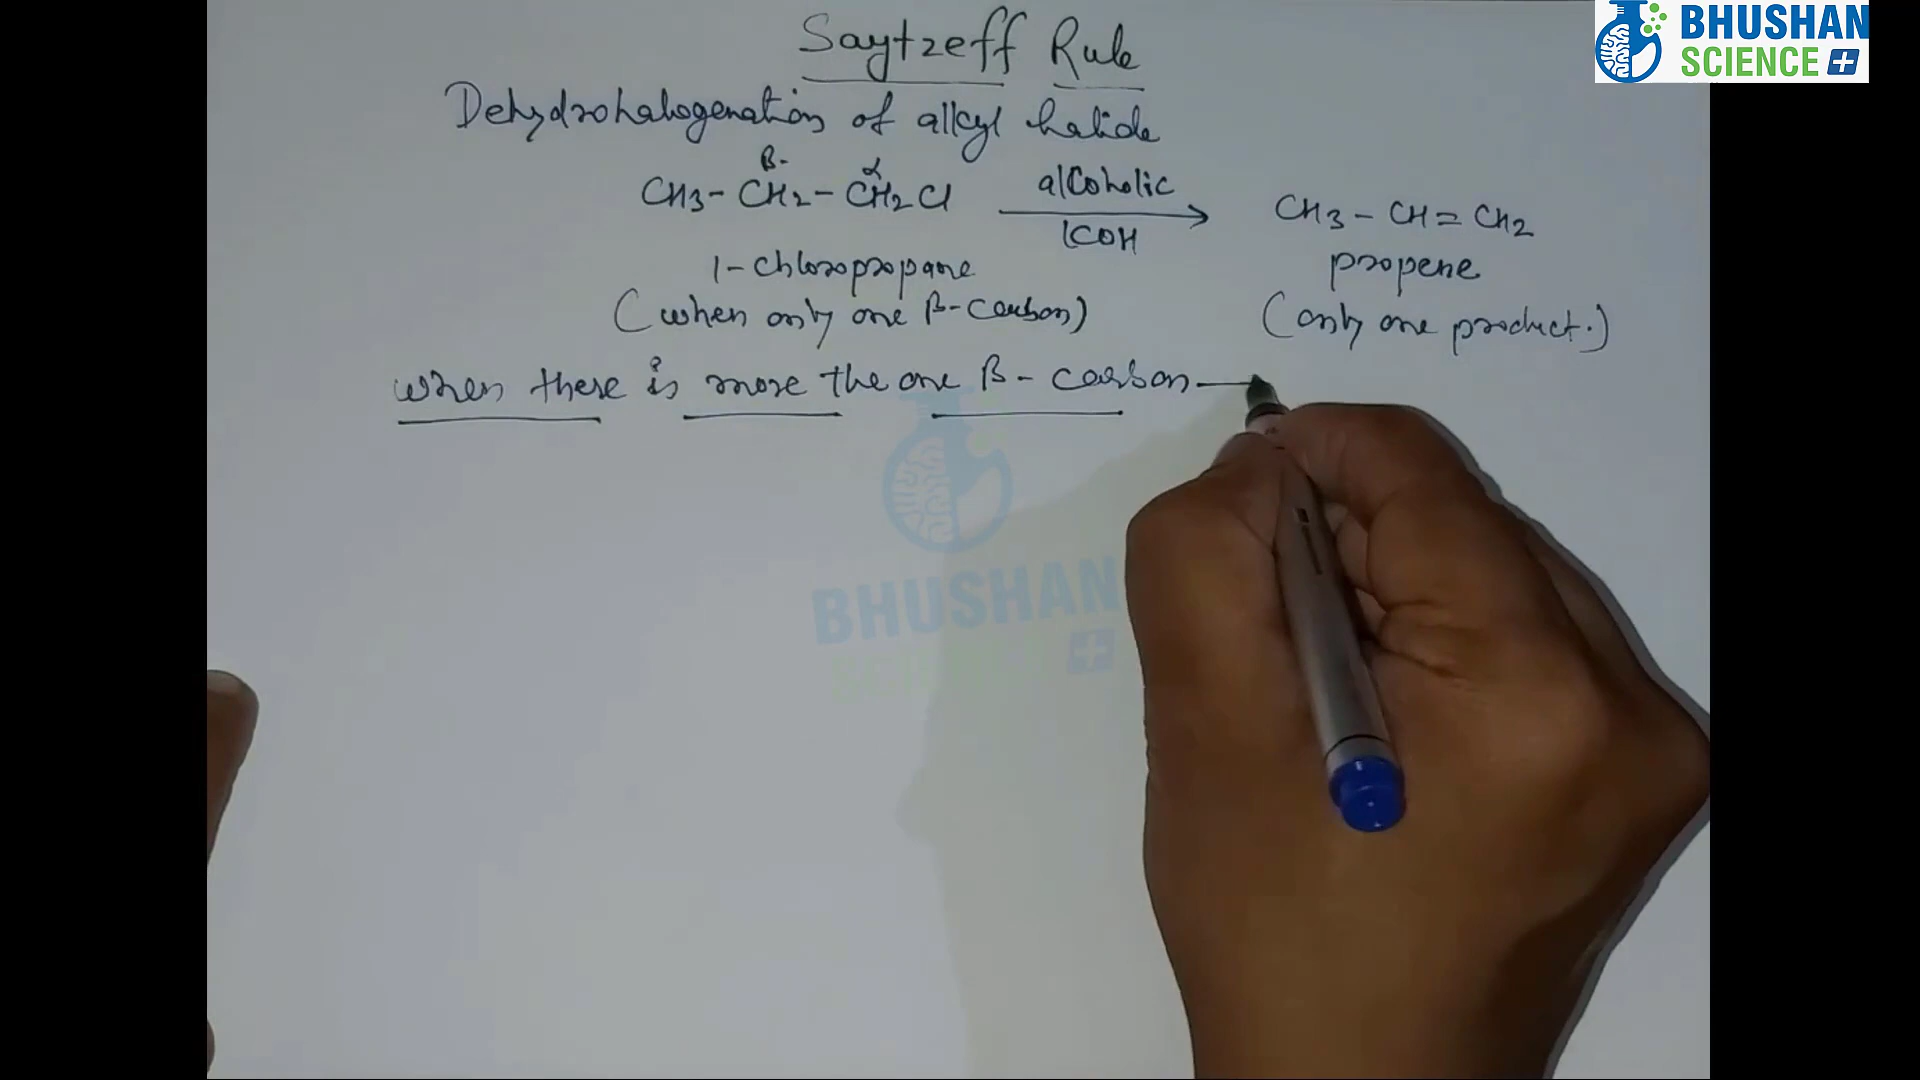 BHUSHAN
SCIENCE +
Saytzeff Rule
Dehydrohalogenation of alkyl halide
β- α
CH3 - CH2 - CH2Cl alcoholic KOH → CH3 - CH = CH2
1-chloropropane propene
(when only one β-carbon) (only one product.)
when there is more the one β-carbon →
BHUSHAN
SCIENCE +